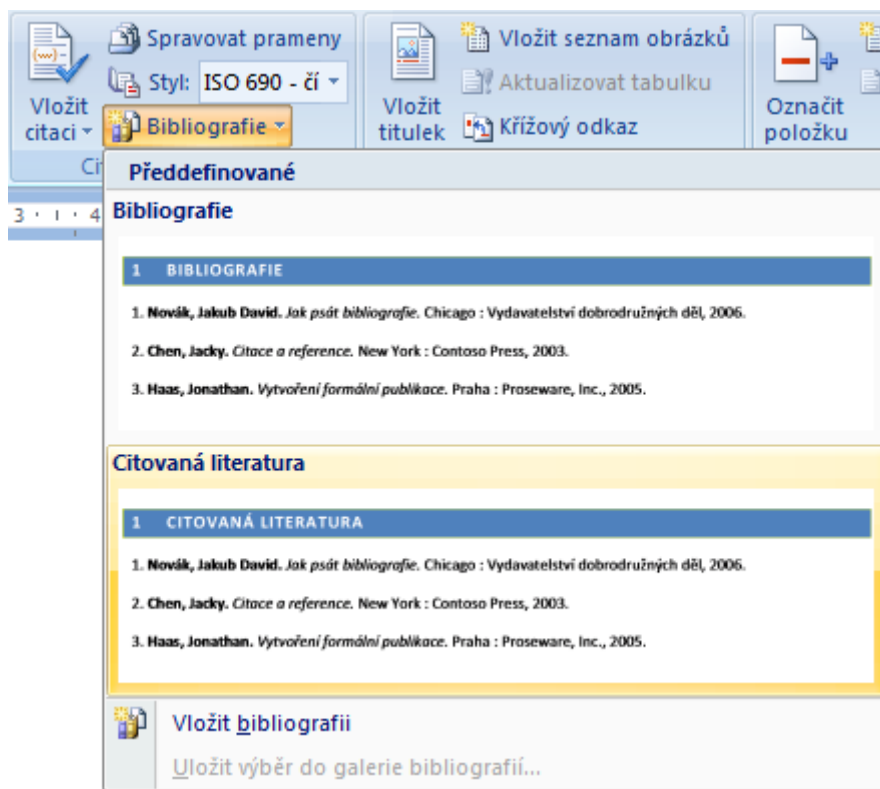 Spravovat prameny
Styl: ISO 690 - čí
Vložit
citaci
Bibliografie
Ci
Vložit seznam obrázků
Aktualizovat tabulku
Vložit
titulek
Křížový odkaz
Označit
položku
Předdefinované
3 · ı · 4
Bibliografie
1 BIBLIOGRAFIE
1. Novák, Jakub David. Jak psát bibliografie. Chicago : Vydavatelství dobrodružných děl, 2006.
2. Chen, Jacky. Citace a reference. New York : Contoso Press, 2003.
3. Haas, Jonathan. Vytvoření formální publikace. Praha : Proseware, Inc., 2005.
Citovaná literatura
1 CITOVANÁ LITERATURA
1. Novák, Jakub David. Jak psát bibliografie. Chicago : Vydavatelství dobrodružných děl, 2006.
2. Chen, Jacky. Citace a reference. New York : Contoso Press, 2003.
3. Haas, Jonathan. Vytvoření formální publikace. Praha : Proseware, Inc., 2005.
Vložit bibliografii
Uložit výběr do galerie bibliografií...